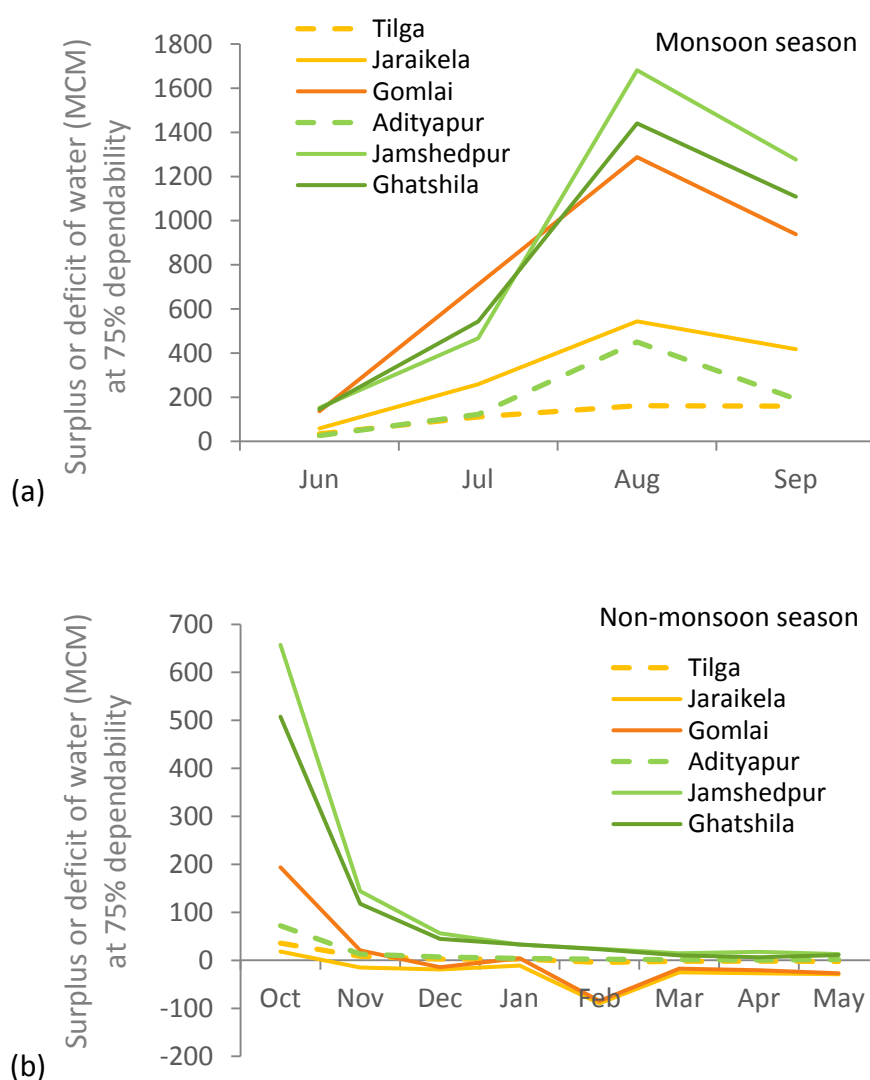 Tilga
Jaraikela
Gomlai
Adityapur
Jamshedpur
Ghatshila
Monsoon season
Surplus or deficit of water (MCM)
at 75% dependability
1800
1600
1400
1200
1000
800
600
400
200
0
Jun Jul Aug Sep
(a)
Non-monsoon season
Tilga
Jaraikela
Gomlai
Adityapur
Jamshedpur
Ghatshila
Surplus or deficit of water (MCM)
at 75% dependability
700
600
500
400
300
200
100
0
-100
-200
Oct Nov Dec Jan Feb Mar Apr May
(b)